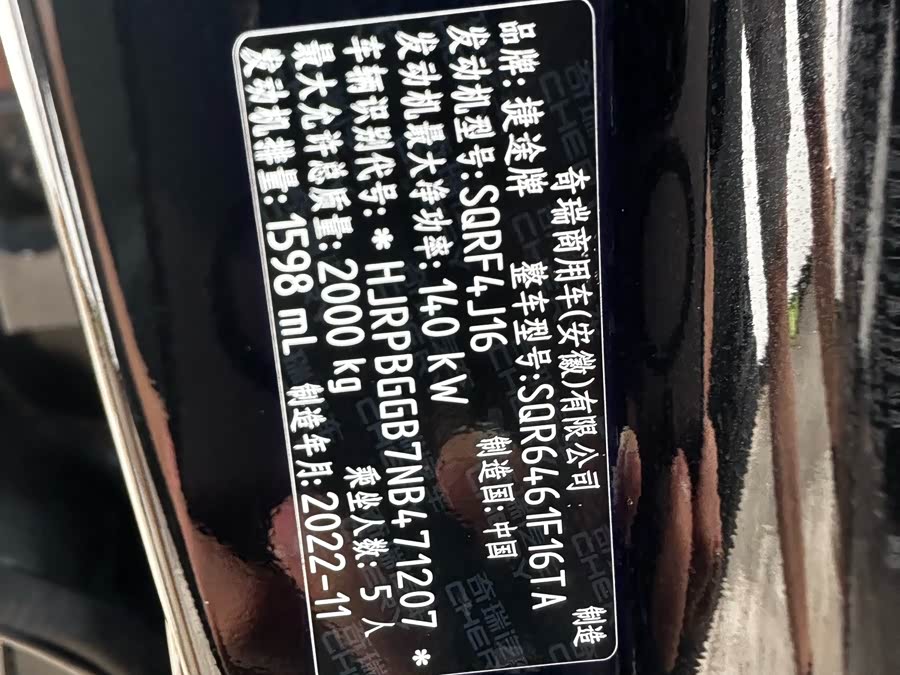 奇瑞商用车(安徽)有限公司 制造
品牌: 捷途牌 整车型号:SQR6461F16TA
发动机型号:SQRF4J16 制造国:中国
发动机最大净功率:140 kW
车辆识别代号:*HJRPBGGB7NB471207*
最大允许总质量:2000 kg 乘坐人数:5人
发动机排量:1598 mL 制造年月:2022-11